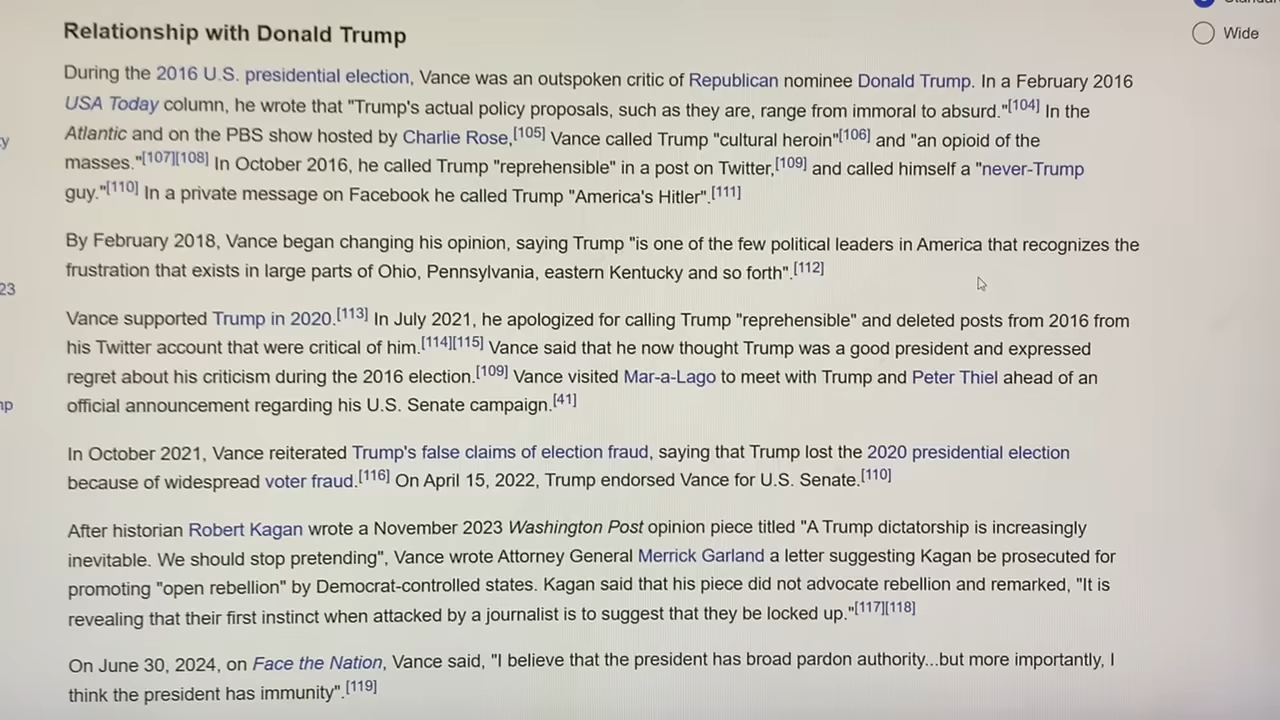 Standar
Wide
Relationship with Donald Trump
During the 2016 U.S. presidential election, Vance was an outspoken critic of Republican nominee Donald Trump. In a February 2016
USA Today column, he wrote that "Trump's actual policy proposals, such as they are, range from immoral to absurd."[104] In the
Atlantic and on the PBS show hosted by Charlie Rose,[105] Vance called Trump "cultural heroin"[106] and "an opioid of the
masses."[107][108] In October 2016, he called Trump "reprehensible" in a post on Twitter,[109] and called himself a "never-Trump
guy."[110] In a private message on Facebook he called Trump "America's Hitler".[111]
By February 2018, Vance began changing his opinion, saying Trump "is one of the few political leaders in America that recognizes the
frustration that exists in large parts of Ohio, Pennsylvania, eastern Kentucky and so forth".[112]
23
Vance supported Trump in 2020.[113] In July 2021, he apologized for calling Trump "reprehensible" and deleted posts from 2016 from
his Twitter account that were critical of him.[114][115] Vance said that he now thought Trump was a good president and expressed
regret about his criticism during the 2016 election.[109] Vance visited Mar-a-Lago to meet with Trump and Peter Thiel ahead of an
official announcement regarding his U.S. Senate campaign.[41]
In October 2021, Vance reiterated Trump's false claims of election fraud, saying that Trump lost the 2020 presidential election
because of widespread voter fraud.[116] On April 15, 2022, Trump endorsed Vance for U.S. Senate.[110]
After historian Robert Kagan wrote a November 2023 Washington Post opinion piece titled "A Trump dictatorship is increasingly
inevitable. We should stop pretending", Vance wrote Attorney General Merrick Garland a letter suggesting Kagan be prosecuted for
promoting "open rebellion" by Democrat-controlled states. Kagan said that his piece did not advocate rebellion and remarked, "It is
revealing that their first instinct when attacked by a journalist is to suggest that they be locked up."[117][118]
On June 30, 2024, on Face the Nation, Vance said, "I believe that the president has broad pardon authority...but more importantly, I
think the president has immunity".[119]